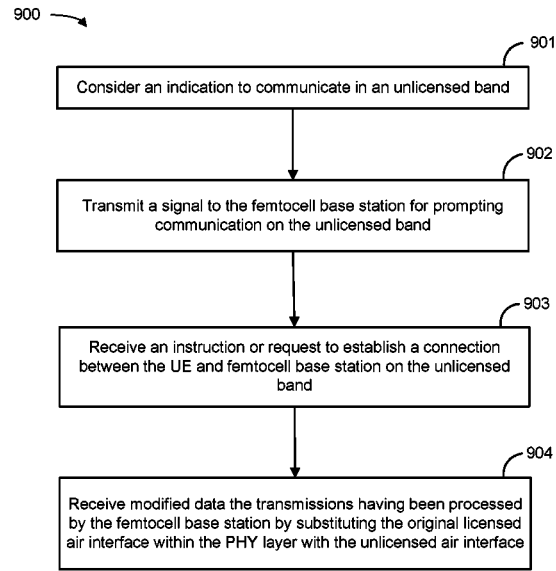 900
901
Consider an indication to communicate in an unlicensed band
902
Transmit a signal to the femtocell base station for prompting
communication on the unlicensed band
903
Receive an instruction or request to establish a connection
between the UE and femtocell base station on the unlicensed
band
904
Receive modified data the transmissions having been processed
by the femtocell base station by substituting the original licensed
air interface within the PHY layer with the unlicensed air interface